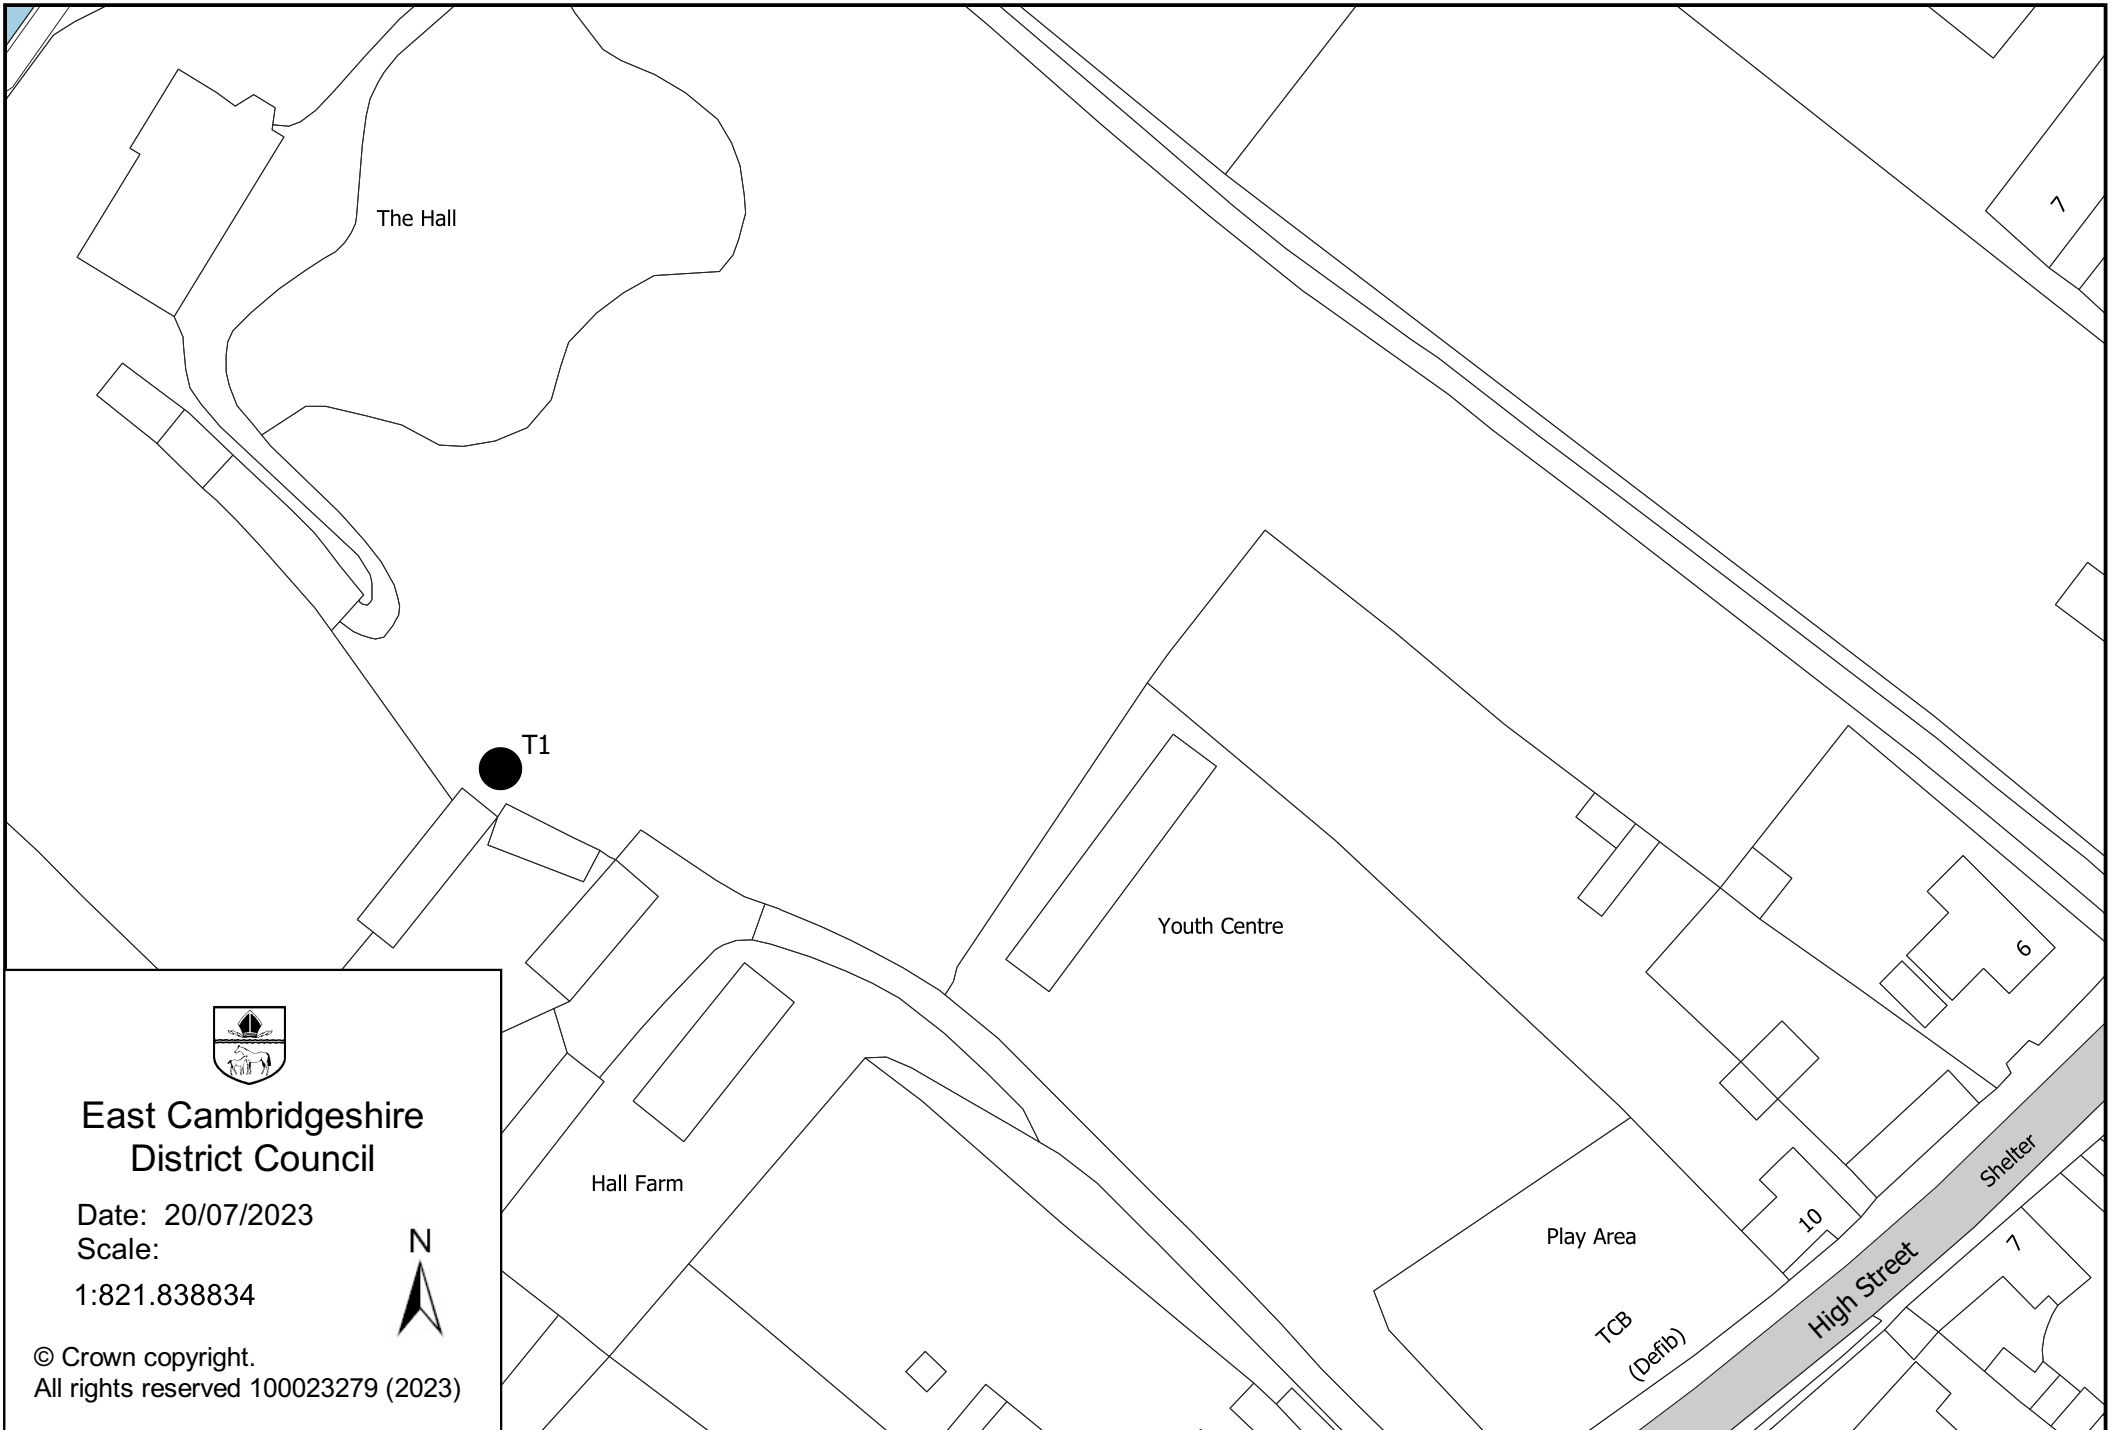 7
The Hall
T1
Youth Centre
6
Shelter
Hall Farm
10
Play Area
7
High Street
TCB
(Defib)
East Cambridgeshire
District Council
Date: 20/07/2023
Scale:
N
1:821.838834
© Crown copyright.
All rights reserved 100023279 (2023)